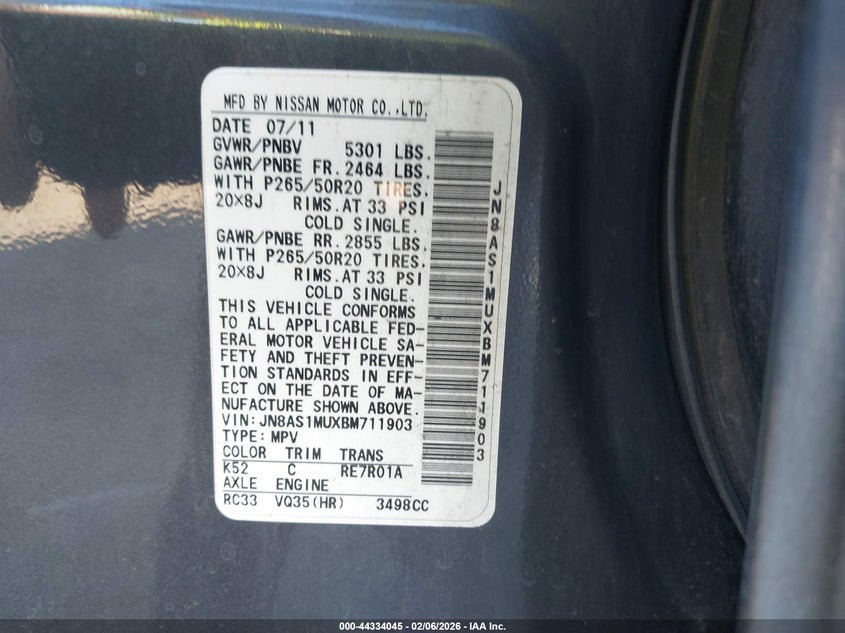 MFD BY NISSAN MOTOR CO.,LTD.
DATE 07/11
GVWR/PNBV 5301 LBS.
GAWR/PNBE FR. 2464 LBS.
WITH P265/50R20 TIRES.
20×8J RIMS.AT 33 PSI
COLD SINGLE.
GAWR/PNBE RR. 2855 LBS.
WITH P265/50R20 TIRES.
20×8J RIMS.AT 33 PSI
COLD SINGLE.
THIS VEHICLE CONFORMS
TO ALL APPLICABLE FED-
ERAL MOTOR VEHICLE SA-
FETY AND THEFT PREVEN-
TION STANDARDS IN EFF-
ECT ON THE DATE OF MA-
NUFACTURE SHOWN ABOVE.
VIN:JN8AS1MUXBM711903
TYPE:MPV
COLOR TRIM TRANS
K52 C RE7R01A
AXLE ENGINE
RC33 VQ35(HR) 3498CC
JN8AS1MUXBM711903
000-44334045 - 02/06/2026 - IAA Inc.